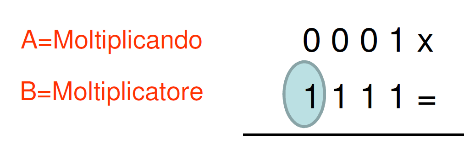 A=Moltiplicando 0 0 0 1 x
B=Moltiplicatore 1 1 1 1 =